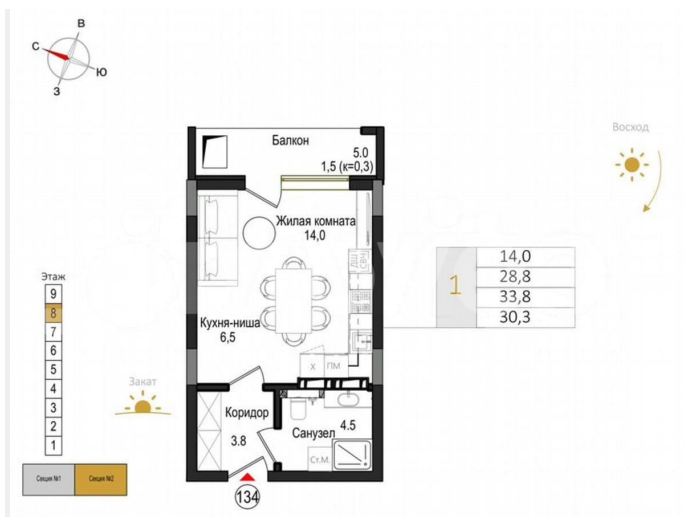 В
С
Ю
З
Восход
Балкон
5.0
1,5 (к=0,3)
Жилая комната
14,0
ДШ
СВЧ
1
14,0
28,8
33,8
30,3
Этаж
9
8
7
6
5
4
3
2
1
Кухня-ниша
6,5
Х
ПМ
Закат
Коридор
3.8
Санузел
4.5
Ст.М.
Секция №1
Секция №2
134